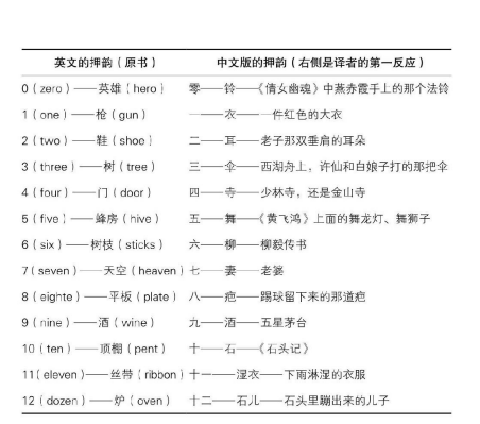 英文的押韵（原书） 中文版的押韵（右侧是译者的第一反应）
0（zero）——英雄（hero） 零——铃——《倩女幽魂》中燕赤霞手上的那个法铃
1（one）——枪（gun） 一——衣——一件红色的大衣
2（two）——鞋（shoe） 二——耳——老子那双垂肩的耳朵
3（three）——树（tree） 三——伞——西湖舟上，许仙和白娘子打的那把伞
4（four）——门（door） 四——寺——少林寺，还是金山寺
5（five）——蜂房（hive） 五——舞——《黄飞鸿》上面的舞龙灯、舞狮子
6（six）——树枝（sticks） 六——柳——柳毅传书
7（seven）——天空（heaven） 七——妻——老婆
8（eighte）——平板（plate） 八——疤——踢球留下来的那道疤
9（nine）——酒（wine） 九——酒——五星茅台
10（ten）——顶棚（pent） 十——石——《石头记》
11（eleven）——丝带（ribbon） 十一——湿衣——下雨淋湿的衣服
12（dozen）——炉（oven） 十二——石儿——石头里蹦出来的儿子